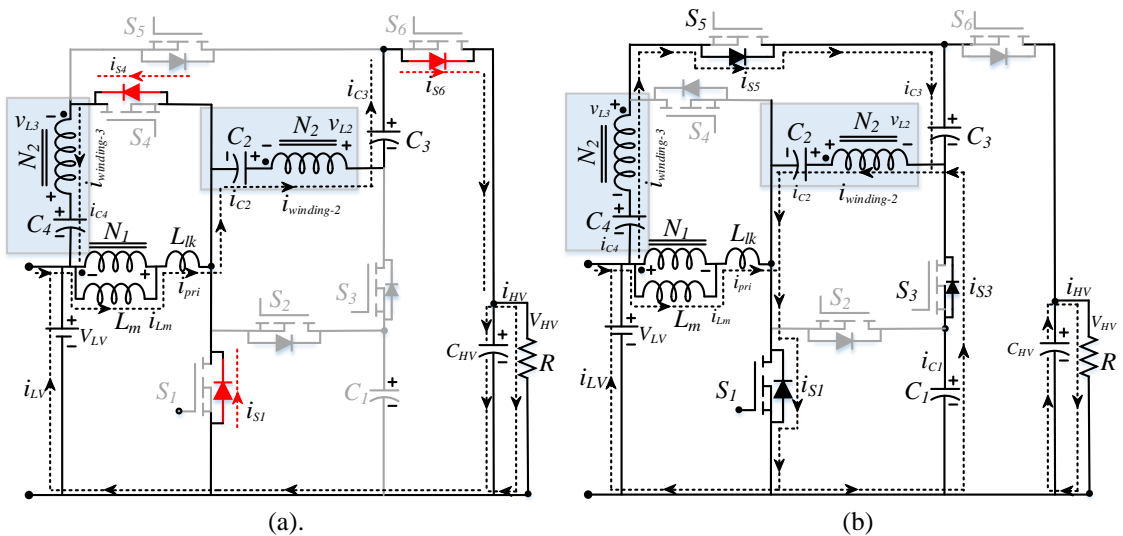 S5
S6
iS4
iS6
S4
iC3
vL3
N2
iwinding-3
C2
N2
vL2
C3
iC2
iwinding-2
iC4
C4
N1
Llk
ipri
Lm
iLm
S3
S2
iHV
VHV
VLV
CHV
R
iLV
S1
iS1
C1
(a).
S5
S6
iS5
iC3
vL3
N2
iwinding-3
S4
C2
N2
vL2
C3
iC2
iwinding-2
iC4
C4
N1
Llk
ipri
Lm
iLm
S3
iS3
S2
iHV
VHV
VLV
CHV
R
iLV
S1
iS1
iC1
C1
(b)